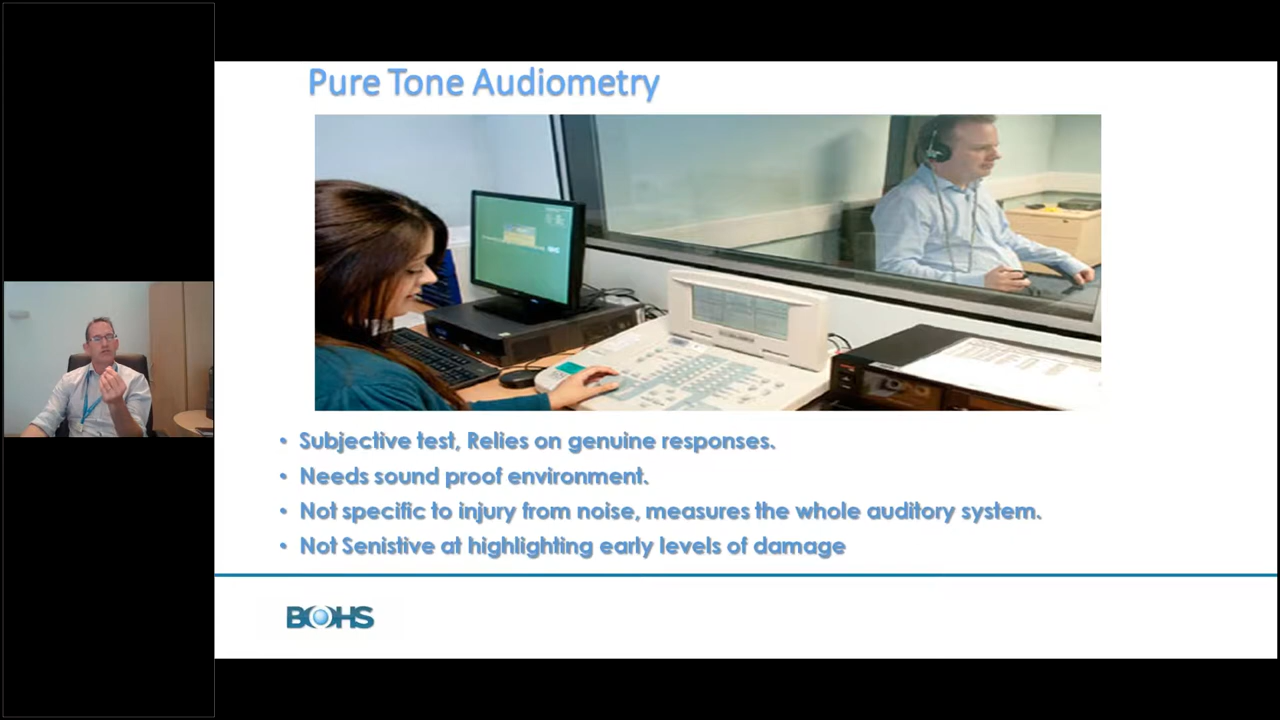 Pure Tone Audiometry
• Subjective test, Relies on genuine responses.
• Needs sound proof environment.
• Not specific to injury from noise, measures the whole auditory system.
• Not Senistive at highlighting early levels of damage
BOHS